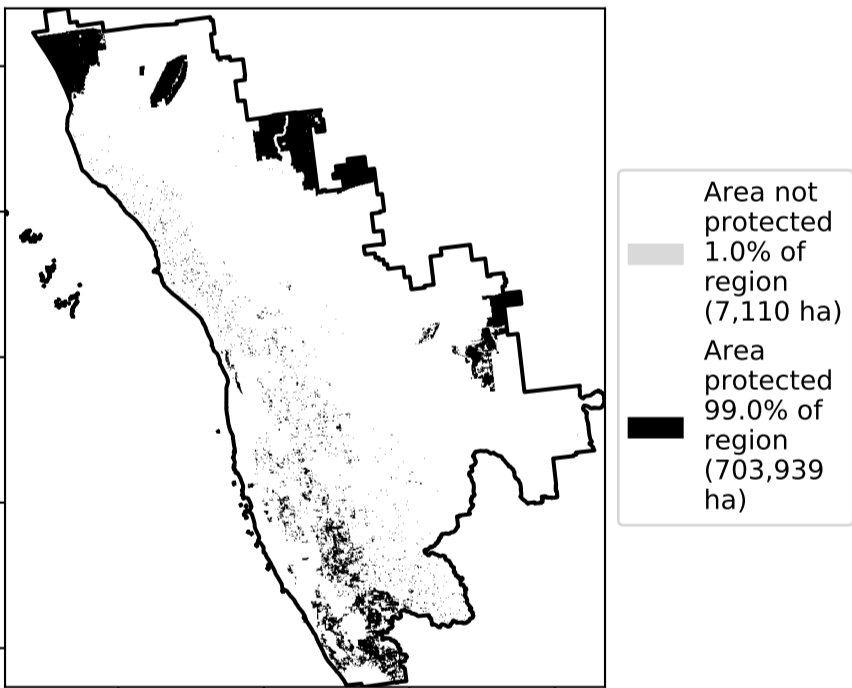 Area not
protected
1.0% of
region
(7,110 ha)
Area
protected
99.0% of
region
(703,939
ha)